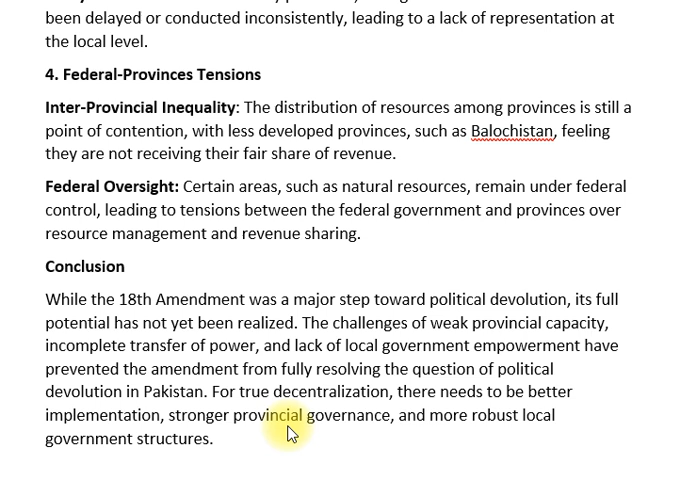 been delayed or conducted inconsistently, leading to a lack of representation at
the local level.
4. Federal-Provinces Tensions
Inter-Provincial Inequality: The distribution of resources among provinces is still a
point of contention, with less developed provinces, such as Balochistan, feeling
they are not receiving their fair share of revenue.
Federal Oversight: Certain areas, such as natural resources, remain under federal
control, leading to tensions between the federal government and provinces over
resource management and revenue sharing.
Conclusion
While the 18th Amendment was a major step toward political devolution, its full
potential has not yet been realized. The challenges of weak provincial capacity,
incomplete transfer of power, and lack of local government empowerment have
prevented the amendment from fully resolving the question of political
devolution in Pakistan. For true decentralization, there needs to be better
implementation, stronger provincial governance, and more robust local
government structures.